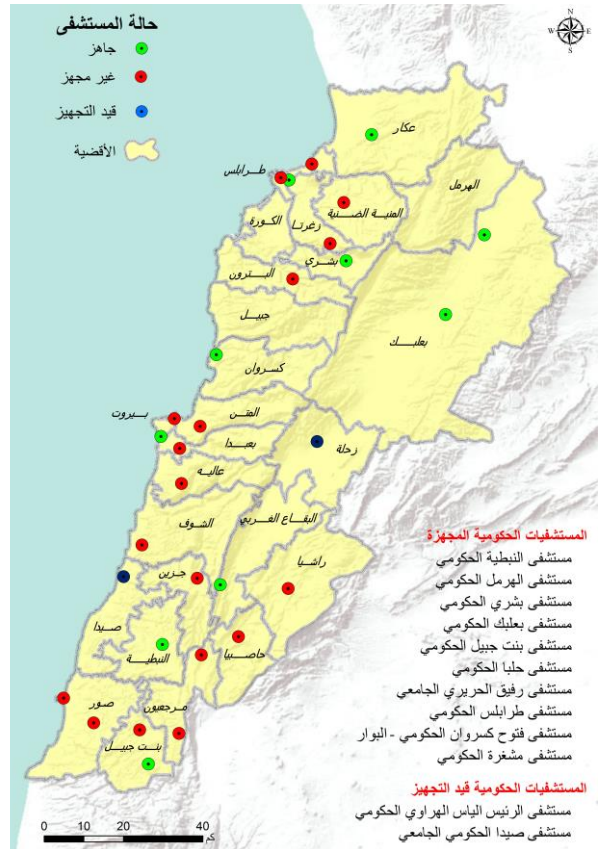 حالة المستشفى
جاهز
غير مجهز
قيد التجهيز
الأقضية
N
W E
S
عكار
طرابلس
الهرمل
المنية الضنية
زغرتا
الكورة
بشري
البترون
جبيل
بعلبك
كسروان
المتن
بيروت
بعبدا
زحلة
عاليه
الشوف
البقاع الغربي
راشيا
جزين
صيدا
حاصبيا
النبطية
مرجعيون
صور
بنت جبيل
المستشفيات الحكومية المجهزة
مستشفى النبطية الحكومي
مستشفى الهرمل الحكومي
مستشفى بشري الحكومي
مستشفى بعلبك الحكومي
مستشفى بنت جبيل الحكومي
مستشفى حلبا الحكومي
مستشفى رفيق الحريري الجامعي
مستشفى طرابلس الحكومي
مستشفى فتوح كسروان الحكومي - البوار
مستشفى مشغرة الحكومي
المستشفيات الحكومية قيد التجهيز
مستشفى الرئيس الياس الهراوي الحكومي
مستشفى صيدا الحكومي الجامعي
0 10 20 40
كم